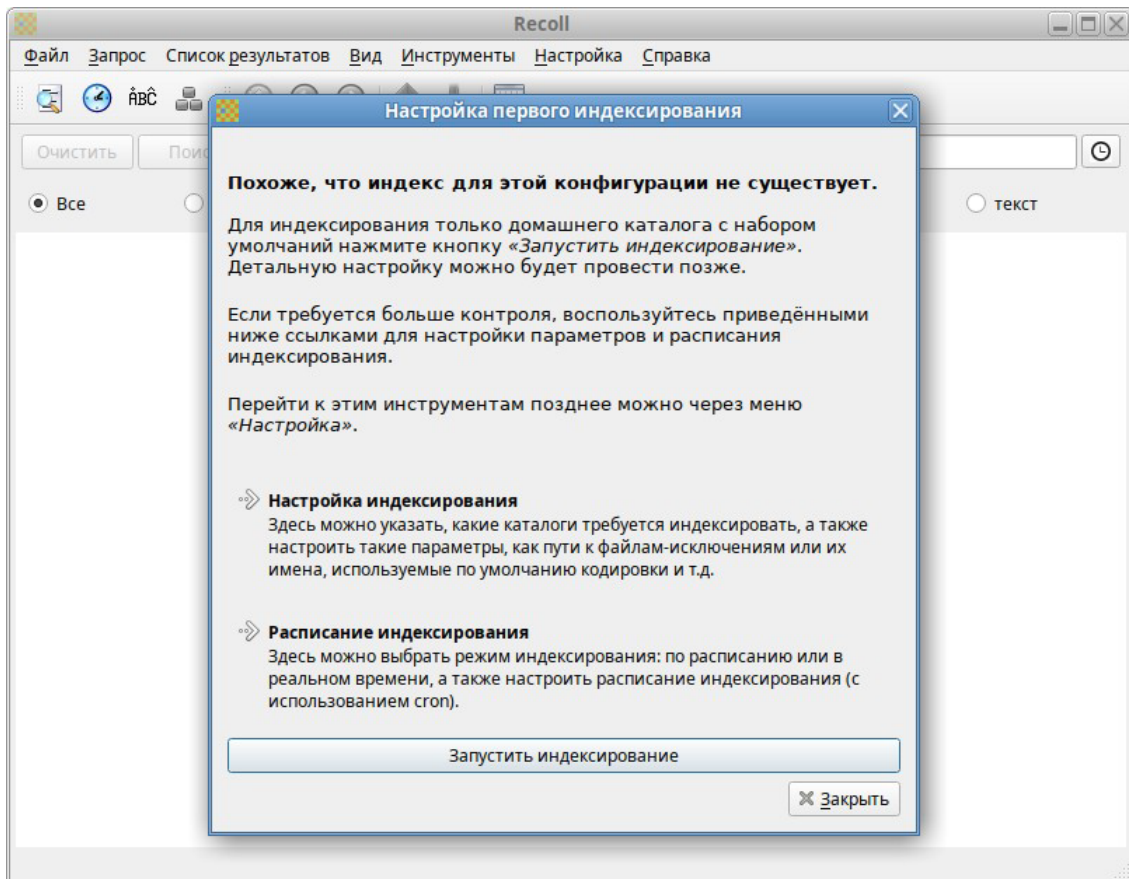 Recoll
Файл Запрос Список результатов Вид Инструменты Настройка Справка
ÂBĈ
Настройка первого индексирования
Очистить
Все
текст
Похоже, что индекс для этой конфигурации не существует.
Для индексирования только домашнего каталога с набором
умолчаний нажмите кнопку «Запустить индексирование».
Детальную настройку можно будет провести позже.
Если требуется больше контроля, воспользуйтесь приведёнными
ниже ссылками для настройки параметров и расписания
индексирования.
Перейти к этим инструментам позднее можно через меню
«Настройка».
Настройка индексирования
Здесь можно указать, какие каталоги требуется индексировать, а также
настроить такие параметры, как пути к файлам-исключениям или их
имена, используемые по умолчанию кодировки и т.д.
Расписание индексирования
Здесь можно выбрать режим индексирования: по расписанию или в
реальном времени, а также настроить расписание индексирования (с
использованием cron).
Запустить индексирование
Закрыть